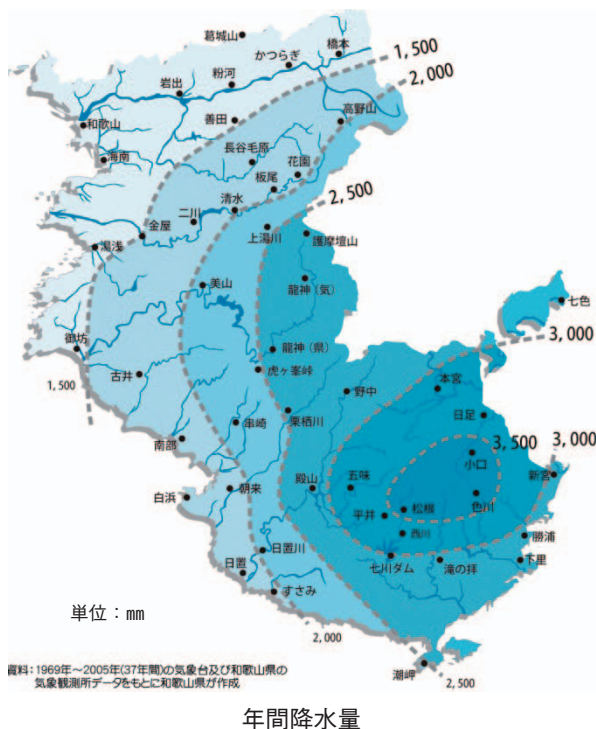 葛城山
橋本
かつらぎ
1,500
粉河
岩出
2,000
善田
高野山
和歌山
長谷毛原
海南
花園
板尾
清水
2,500
二川
金屋
上湯川
護摩壇山
湯浅
龍神（気）
美山
七色
御坊
龍神（県）
3,000
古井
虎ヶ峯峠
1,500
野中
本宮
栗栖川
日足
串崎
南部
3,500
3,000
小口
新宮
殿山
五味
朝来
白浜
色川
松根
平井
西川
勝浦
日置川
七川ダム
滝の拝
下里
日置
すさみ
単位：㎜
2,000
潮岬
2,500
資料：1969年～2005年(37年間)の気象台及び和歌山県の
気象観測所データをもとに和歌山県が作成
年間降水量